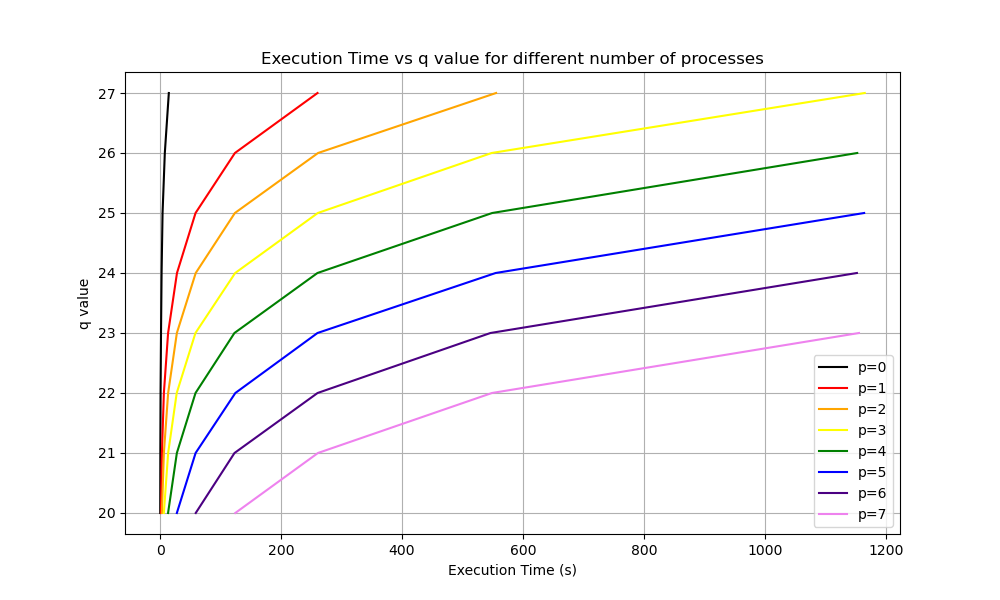 Execution Time vs q value for different number of processes
27
26
25
24
23
22
21
20
q value
p=0
p=1
p=2
p=3
p=4
p=5
p=6
p=7
0 200 400 600 800 1000 1200
Execution Time (s)